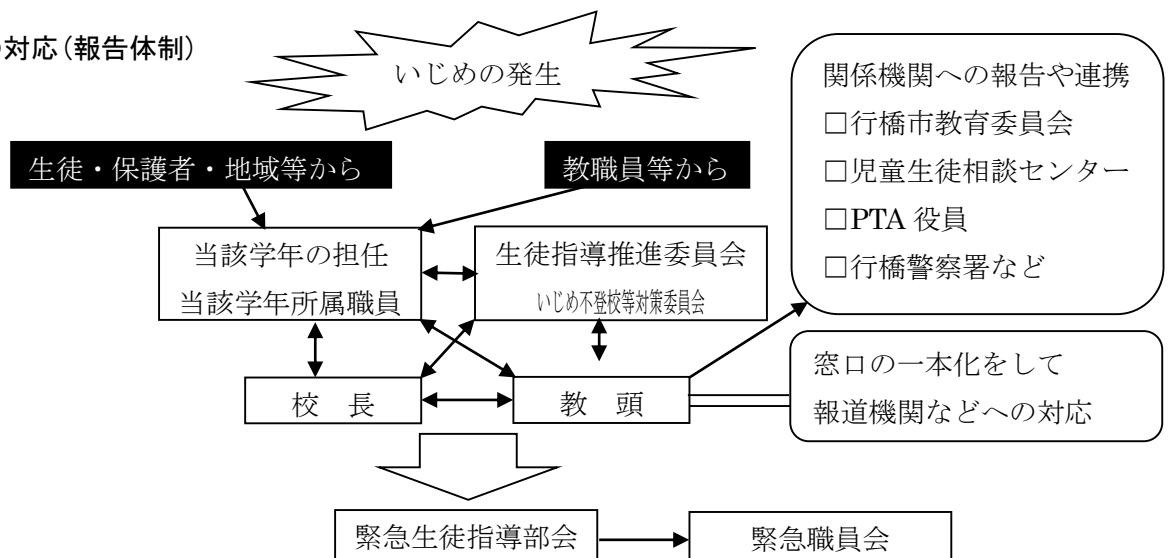 の対応(報告体制)
いじめの発生
関係機関への報告や連携
□行橋市教育委員会
□児童生徒相談センター
□PTA 役員
□行橋警察署など
生徒・保護者・地域等から
教職員等から
当該学年の担任
当該学年所属職員
生徒指導推進委員会
いじめ不登校等対策委員会
校 長
教 頭
窓口の一本化をして
報道機関などへの対応
緊急生徒指導部会
緊急職員会